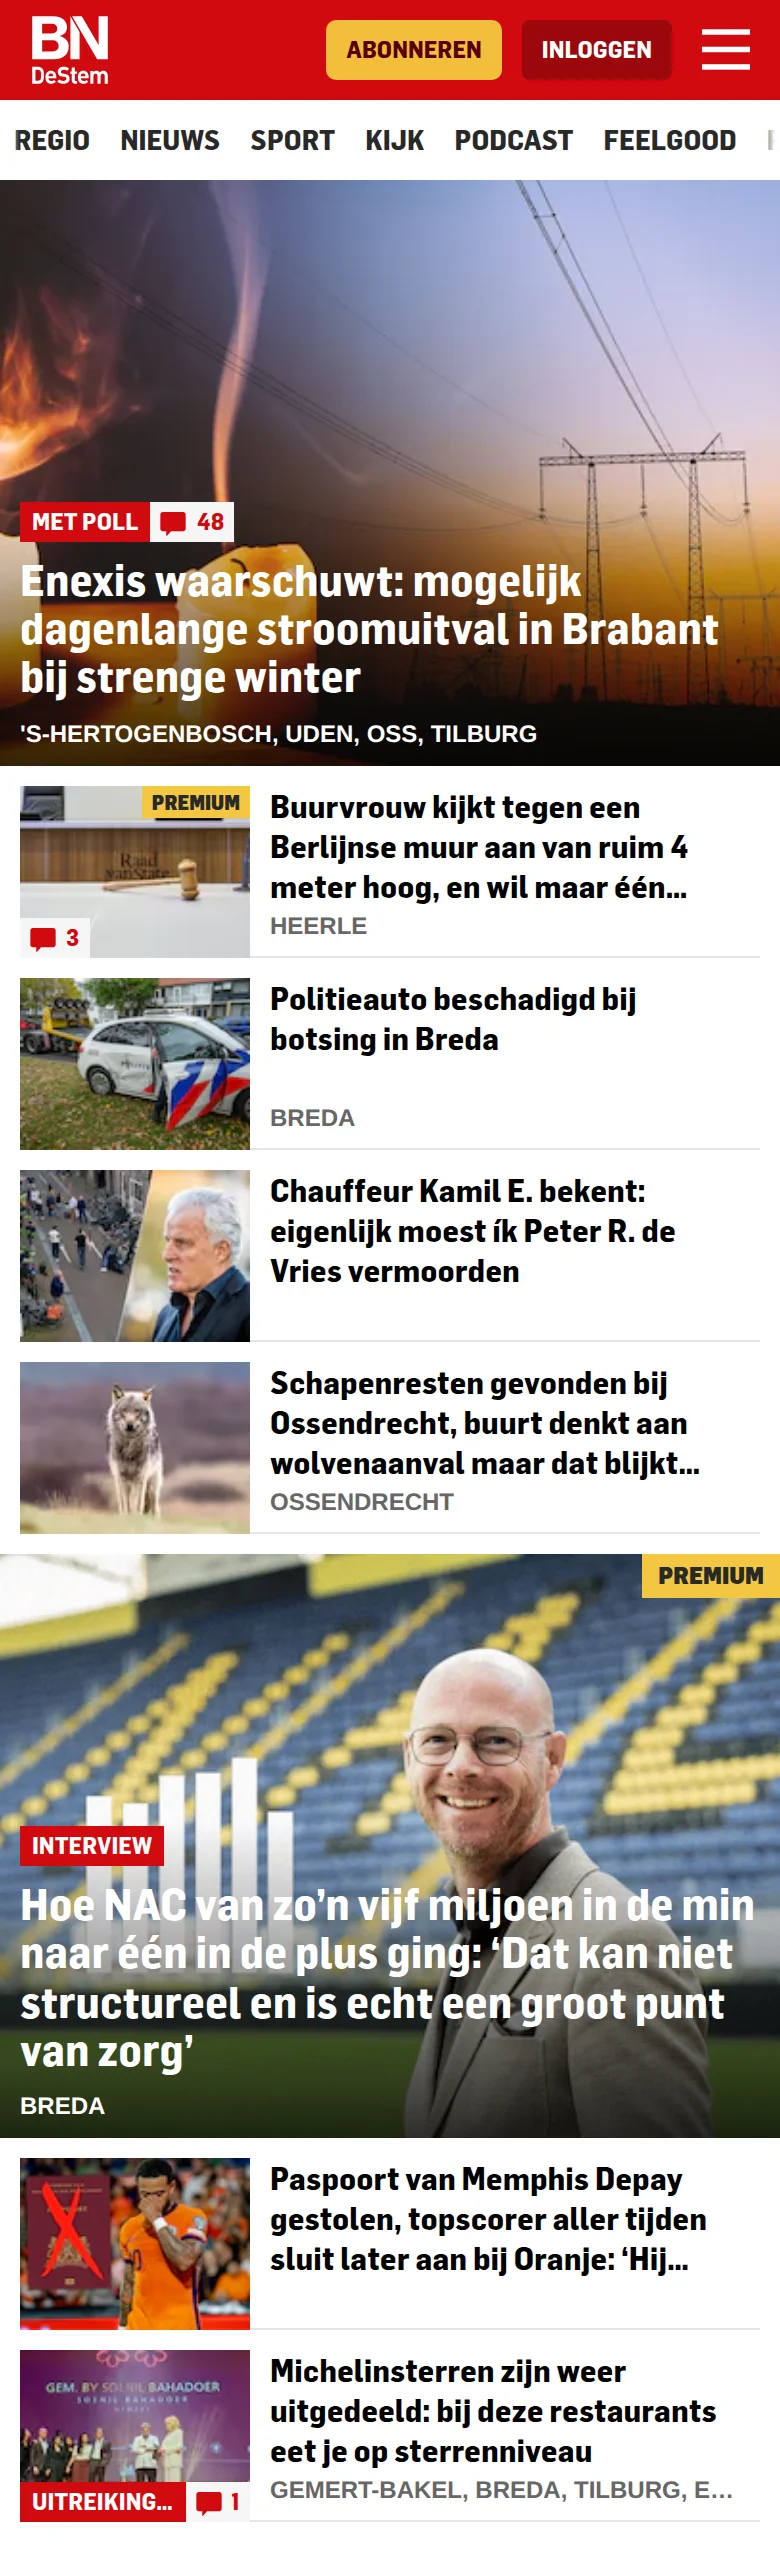 BN
DeStem
ABONNEREN
INLOGGEN
REGIO NIEUWS SPORT KIJK PODCAST FEELGOOD
MET POLL
48
Enexis waarschuwt: mogelijk
dagenlange stroomuitval in Brabant
bij strenge winter
'S-HERTOGENBOSCH, UDEN, OSS, TILBURG
PREMIUM
Raad
vanState
3
Buurvrouw kijkt tegen een
Berlijnse muur aan van ruim 4
meter hoog, en wil maar één...
HEERLE
Politieauto beschadigd bij
botsing in Breda
BREDA
Chauffeur Kamil E. bekent:
eigenlijk moest ík Peter R. de
Vries vermoorden
Schapenresten gevonden bij
Ossendrecht, buurt denkt aan
wolvenaanval maar dat blijkt...
OSSENDRECHT
PREMIUM
INTERVIEW
Hoe NAC van zo’n vijf miljoen in de min
naar één in de plus ging: ‘Dat kan niet
structureel en is echt een groot punt
van zorg’
BREDA
Paspoort van Memphis Depay
gestolen, topscorer aller tijden
sluit later aan bij Oranje: ‘Hij...
GEM. BY SOENIL BAHADOER
SOENIL BAHADOER
UITREIKING...
1
Michelinsterren zijn weer
uitgedeeld: bij deze restaurants
eet je op sterrenniveau
GEMERT-BAKEL, BREDA, TILBURG, E...